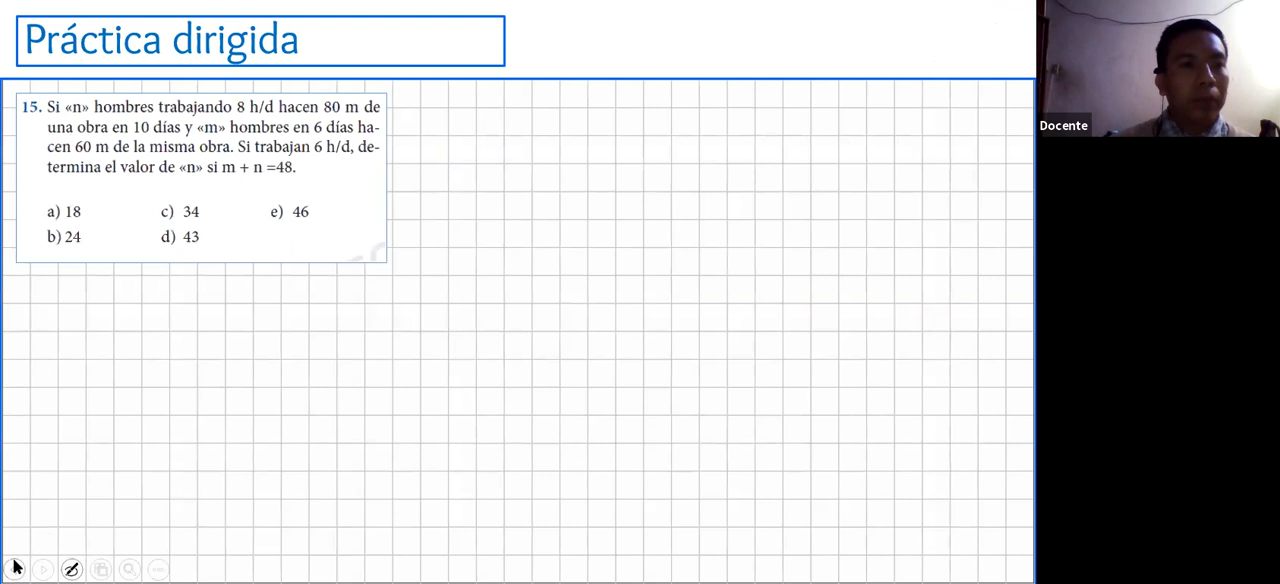 Práctica dirigida
15. Si «n» hombres trabajando 8 h/d hacen 80 m de
una obra en 10 días y «m» hombres en 6 días ha-
cen 60 m de la misma obra. Si trabajan 6 h/d, de-
termina el valor de «n» si m + n =48.
a) 18 c) 34 e) 46
b) 24 d) 43
Docente